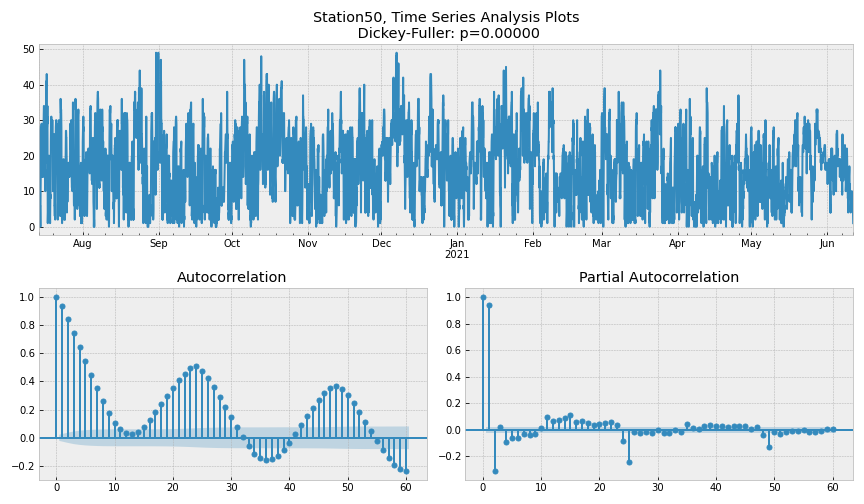 Station50, Time Series Analysis Plots
Dickey-Fuller: p=0.00000
50
40
30
20
10
0
Aug Sep Oct Nov Dec Jan Feb Mar Apr May Jun
2021
Autocorrelation Partial Autocorrelation
1.0 1.0
0.8 0.8
0.6 0.6
0.4 0.4
0.2 0.2
0.0 0.0
−0.2 −0.2
0 10 20 30 40 50 60 0 10 20 30 40 50 60